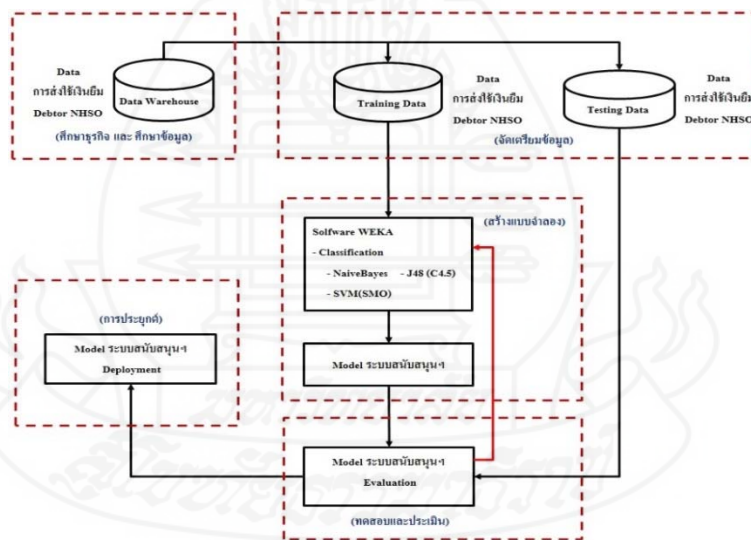 Data
การส่งใช้เงินยืม
Debtor NHSO
Data Warehouse
(ศึกษาธุรกิจ และ ศึกษาข้อมูล)
Training Data
Data
การส่งใช้เงินยืม
Debtor NHSO
Testing Data
Data
การส่งใช้เงินยืม
Debtor NHSO
(จัดเตรียมข้อมูล)
(สร้างแบบจำลอง)
Solfware WEKA
- Classification
- NaiveBayes - J48 (C4.5)
- SVM(SMO)
Model ระบบสนับสนุนฯ
(การประยุกต์)
Model ระบบสนับสนุนฯ
Deployment
Model ระบบสนับสนุนฯ
Evaluation
(ทดสอบและประเมิน)